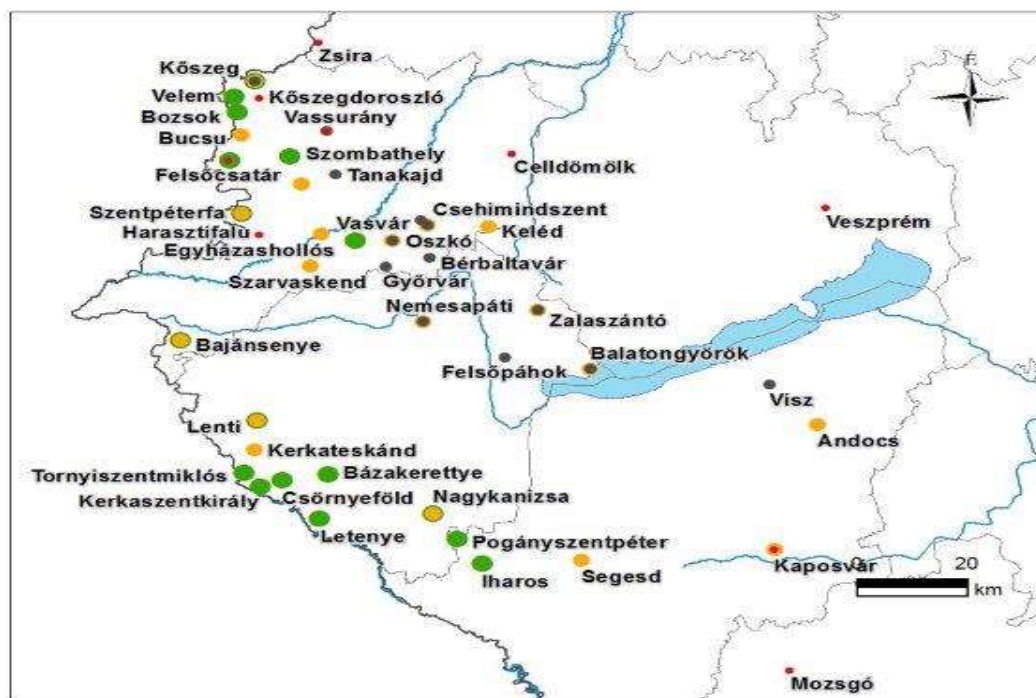 Zsira
Kőszeg
Velem
Kőszegdoroszló
Bozsok
Vassurány
Bucsu
Szombathely
Celldömölk
Felsőcsatár
Tanakajd
Szentpéterfa
Vasvár
Csehimindszent
Veszprém
Harasztifalu
Keléd
Egyházashollós
Oszkó
Bérbaltavár
Szarvaskend
Győrvár
Nemesapáti
Zalaszántó
Bajánsenye
Balatongyörök
Felsőpáhok
Visz
Lenti
Andocs
Kerkateskánd
Tornyiszentmiklós
Bázakerettye
Kerkaszentkirály
Csörnyeföld
Nagykanizsa
Letenye
Pogányszentpéter
Iharos
Segesd
Kaposvár
0 20
km
Mozsgó